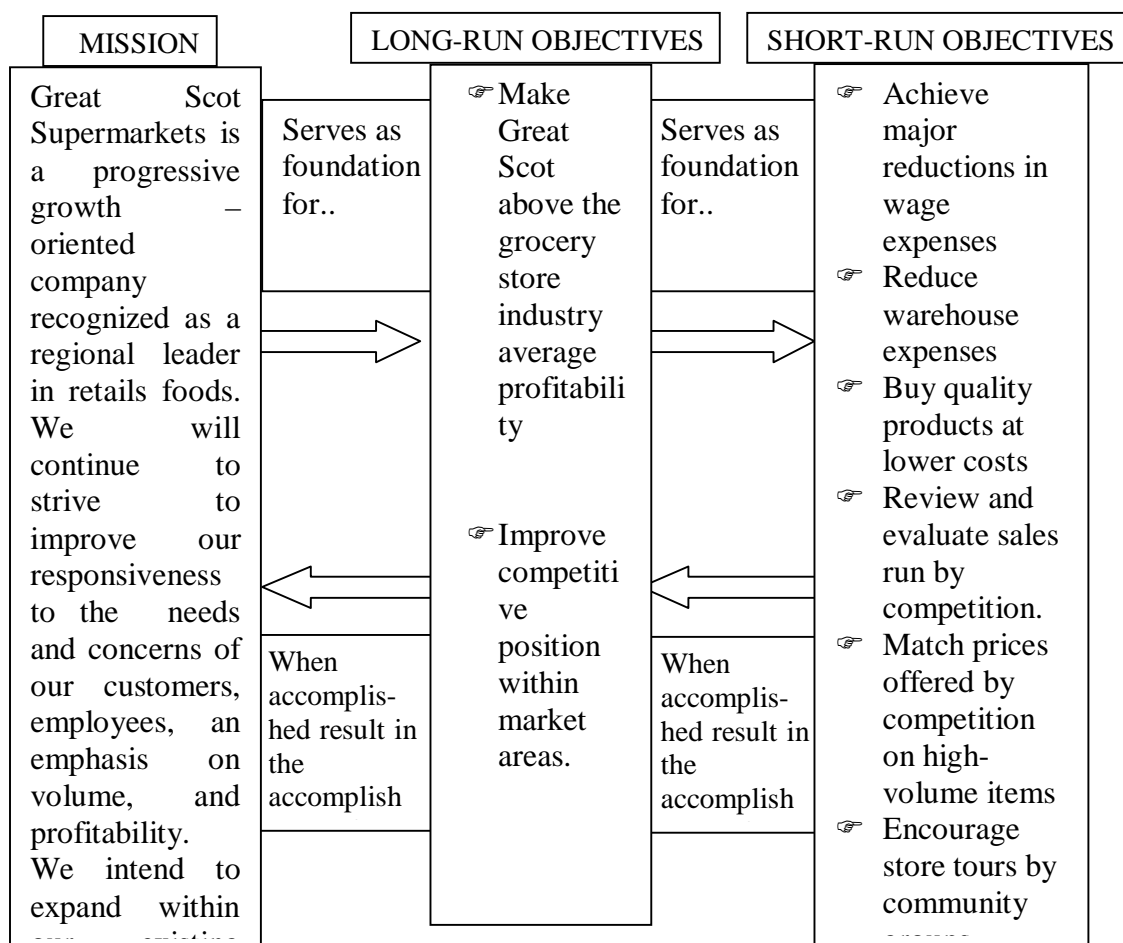 MISSION
Great Scot
Supermarkets is
a progressive
growth –
oriented
company
recognized as a
regional leader
in retails foods.
We will
continue to
strive to
improve our
responsiveness
to the needs
and concerns of
our customers,
employees, an
emphasis on
volume, and
profitability.
We intend to
expand within
Serves as
foundation
for..
When
accomplis-
hed result in
the
accomplish
LONG-RUN OBJECTIVES
☞ Make
Great
Scot
above the
grocery
store
industry
average
profitabili
ty
☞ Improve
competiti
ve
position
within
market
areas.
Serves as
foundation
for..
When
accomplis-
hed result in
the
accomplish
SHORT-RUN OBJECTIVES
☞ Achieve
major
reductions in
wage
expenses
☞ Reduce
warehouse
expenses
☞ Buy quality
products at
lower costs
☞ Review and
evaluate sales
run by
competition.
☞ Match prices
offered by
competition
on high-
volume items
☞ Encourage
store tours by
community